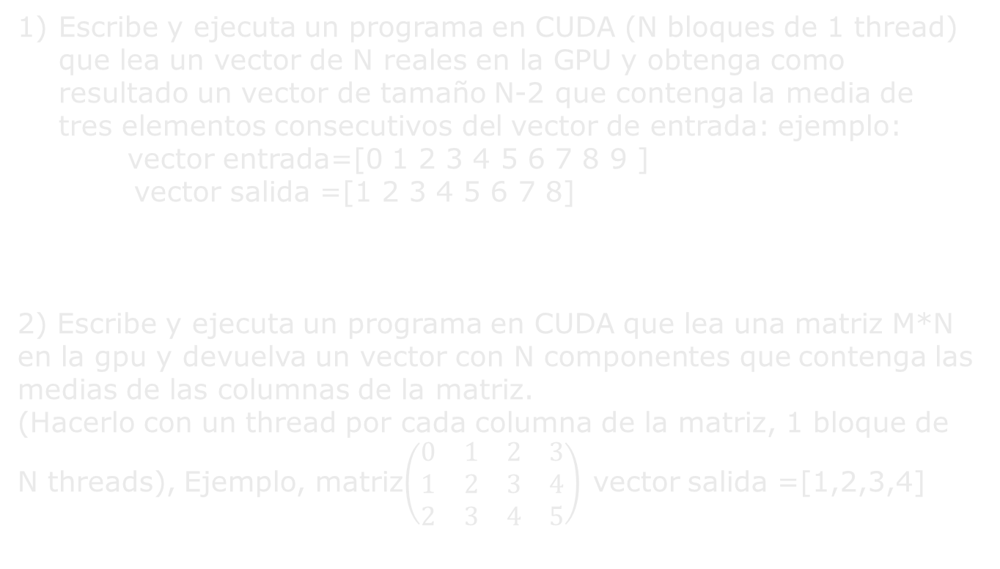 1) Escribe y ejecuta un programa en CUDA (N bloques de 1 thread)
que lea un vector de N reales en la GPU y obtenga como
resultado un vector de tamaño N-2 que contenga la media de
tres elementos consecutivos del vector de entrada: ejemplo:
vector entrada=[0 1 2 3 4 5 6 7 8 9 ]
vector salida =[1 2 3 4 5 6 7 8]
2) Escribe y ejecuta un programa en CUDA que lea una matriz M*N
en la gpu y devuelva un vector con N componentes que contenga las
medias de las columnas de la matriz.
(Hacerlo con un thread por cada columna de la matriz, 1 bloque de
0 1 2 3
N threads), Ejemplo, matriz(1 2 3 4) vector salida =[1,2,3,4]
2 3 4 5